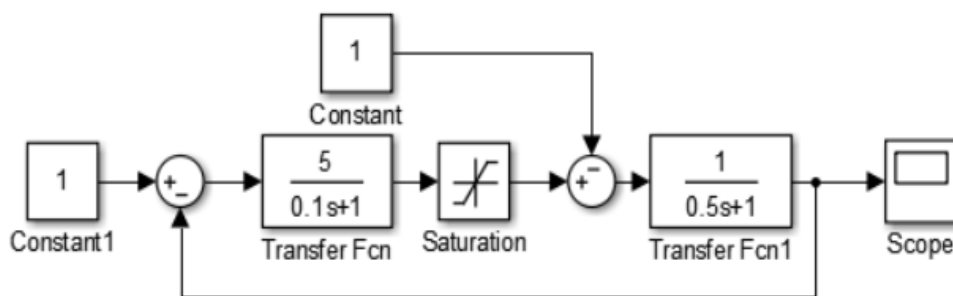 1
Constant
1
Constant1
+
−
5
0.1s+1
Transfer Fcn
Saturation
−
+
1
0.5s+1
Transfer Fcn1
Scope